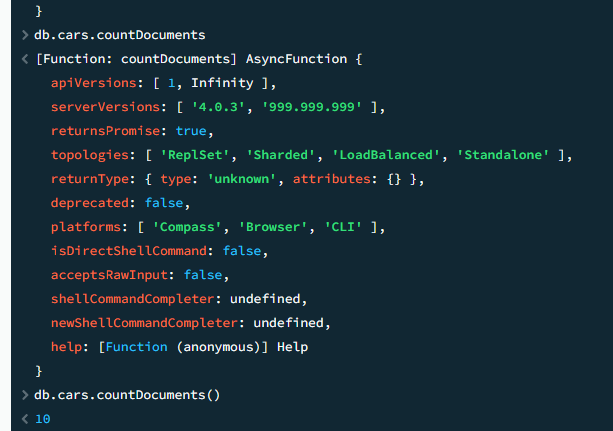 }
> db.cars.countDocuments
< [Function: countDocuments] AsyncFunction {
apiVersions: [ 1, Infinity ],
serverVersions: [ '4.0.3', '999.999.999' ],
returnsPromise: true,
topologies: [ 'ReplSet', 'Sharded', 'LoadBalanced', 'Standalone' ],
returnType: { type: 'unknown', attributes: {} },
deprecated: false,
platforms: [ 'Compass', 'Browser', 'CLI' ],
isDirectShellCommand: false,
acceptsRawInput: false,
shellCommandCompleter: undefined,
newShellCommandCompleter: undefined,
help: [Function (anonymous)] Help
}
> db.cars.countDocuments()
< 10